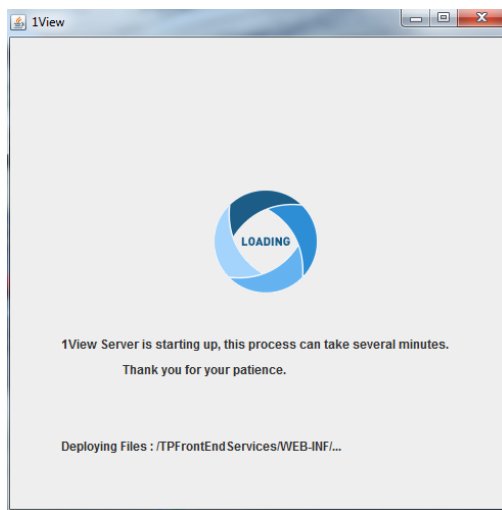 1View
LOADING
1View Server is starting up, this process can take several minutes.
Thank you for your patience.
Deploying Files : /TPFrontEndServices/WEB-INF/...